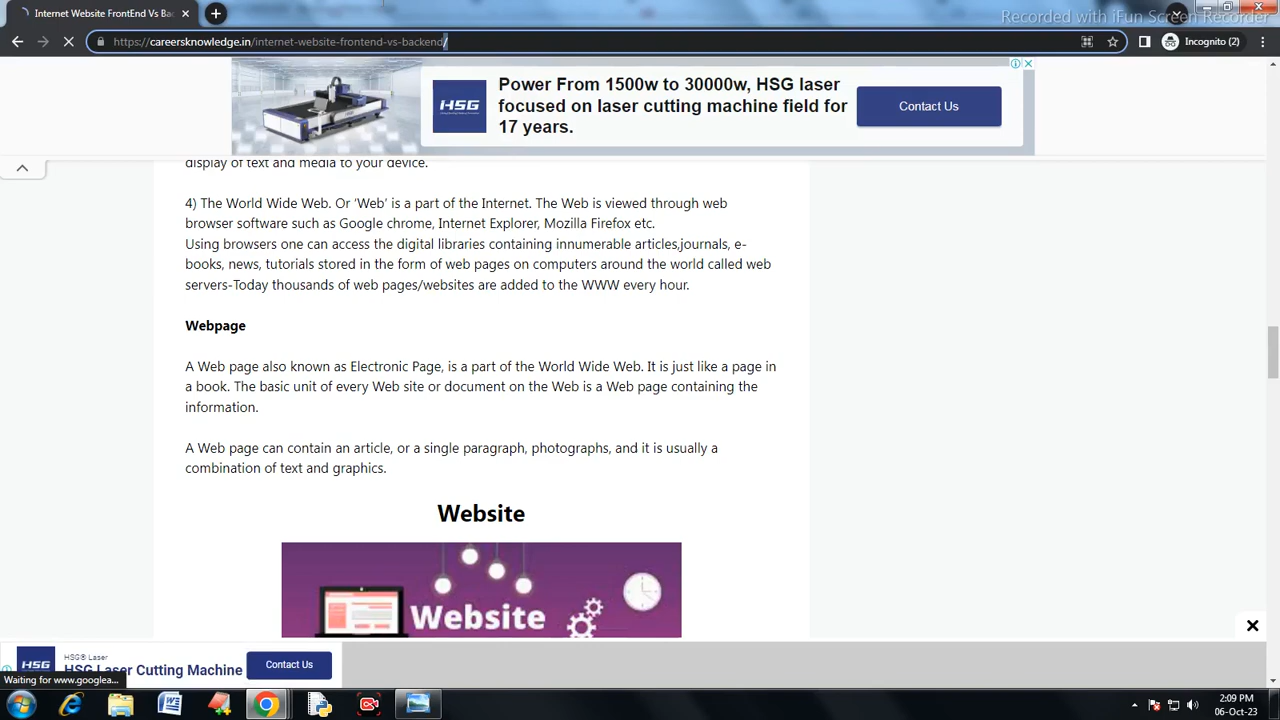 Internet Website FrontEnd Vs Ba
Recorded with iFun Screen Recorder
https://careersknowledge.in/internet-website-frontend-vs-backend/
Incognito (2)
HSG
Power From 1500w to 30000w, HSG laser
focused on laser cutting machine field for
17 years.
Contact Us
display of text and media to your device.
4) The World Wide Web. Or ‘Web’ is a part of the Internet. The Web is viewed through web
browser software such as Google chrome, Internet Explorer, Mozilla Firefox etc.
Using browsers one can access the digital libraries containing innumerable articles,journals, e-
books, news, tutorials stored in the form of web pages on computers around the world called web
servers-Today thousands of web pages/websites are added to the WWW every hour.
Webpage
A Web page also known as Electronic Page, is a part of the World Wide Web. It is just like a page in
a book. The basic unit of every Web site or document on the Web is a Web page containing the
information.
A Web page can contain an article, or a single paragraph, photographs, and it is usually a
combination of text and graphics.
Website
Website
HSG
HSG® Laser
HSG Laser Cutting Machine
Contact Us
Waiting for www.googlea...
2:09 PM
06-Oct-23